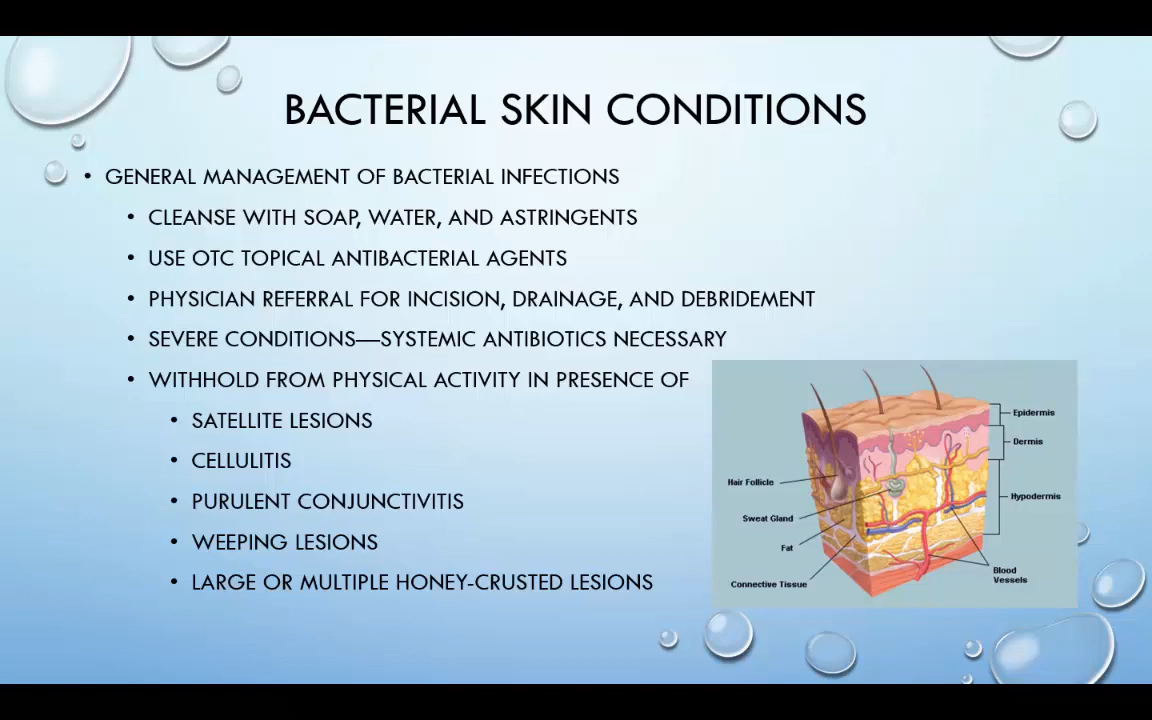 BACTERIAL SKIN CONDITIONS
• GENERAL MANAGEMENT OF BACTERIAL INFECTIONS
• CLEANSE WITH SOAP, WATER, AND ASTRINGENTS
• USE OTC TOPICAL ANTIBACTERIAL AGENTS
• PHYSICIAN REFERRAL FOR INCISION, DRAINAGE, AND DEBRIDEMENT
• SEVERE CONDITIONS—SYSTEMIC ANTIBIOTICS NECESSARY
• WITHHOLD FROM PHYSICAL ACTIVITY IN PRESENCE OF
• SATELLITE LESIONS
• CELLULITIS
• PURULENT CONJUNCTIVITIS
• WEEPING LESIONS
• LARGE OR MULTIPLE HONEY-CRUSTED LESIONS
Epidermis
Dermis
Hair Follicle
Hypodermis
Sweat Gland
Fat
Connective Tissue
Blood
Vessels